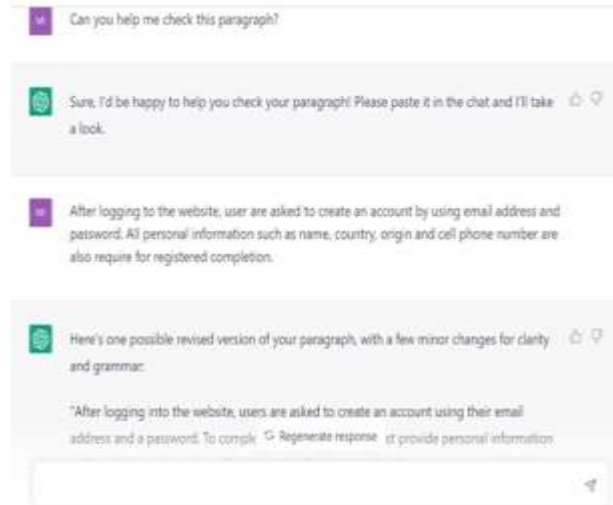 Can you help me check this paragraph?
Sure, I'd be happy to help you check your paragraph! Please paste it in the chat and I'll take
a look.
After logging to the website, user are asked to create an account by using email address and
password. All personal information such as name, country, origin and cell phone number are
also require for registered completion.
Here's one possible revised version of your paragraph, with a few minor changes for clarity
and grammar:
"After logging into the website, users are asked to create an account using their email
address and a password. To comple Regenerate response st provide personal information